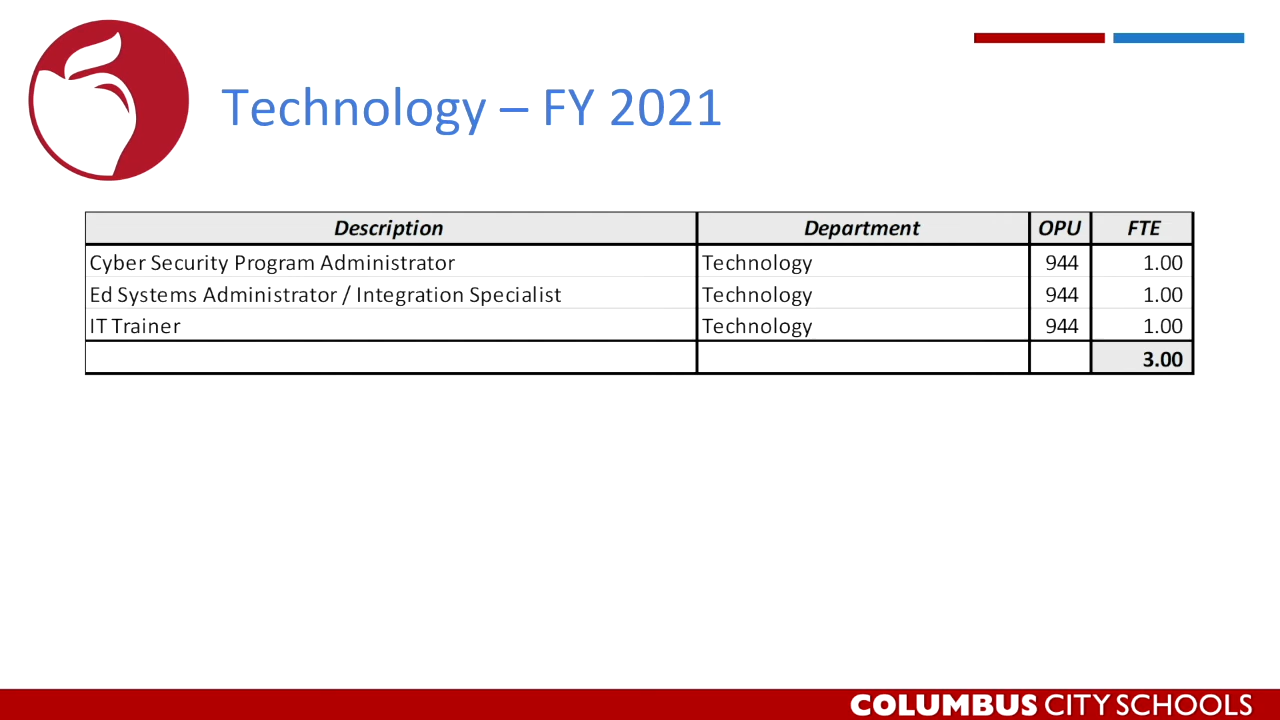 Technology – FY 2021
Description Department OPU FTE
Cyber Security Program Administrator Technology 944 1.00
Ed Systems Administrator / Integration Specialist Technology 944 1.00
IT Trainer Technology 944 1.00
3.00
COLUMBUS CITY SCHOOLS